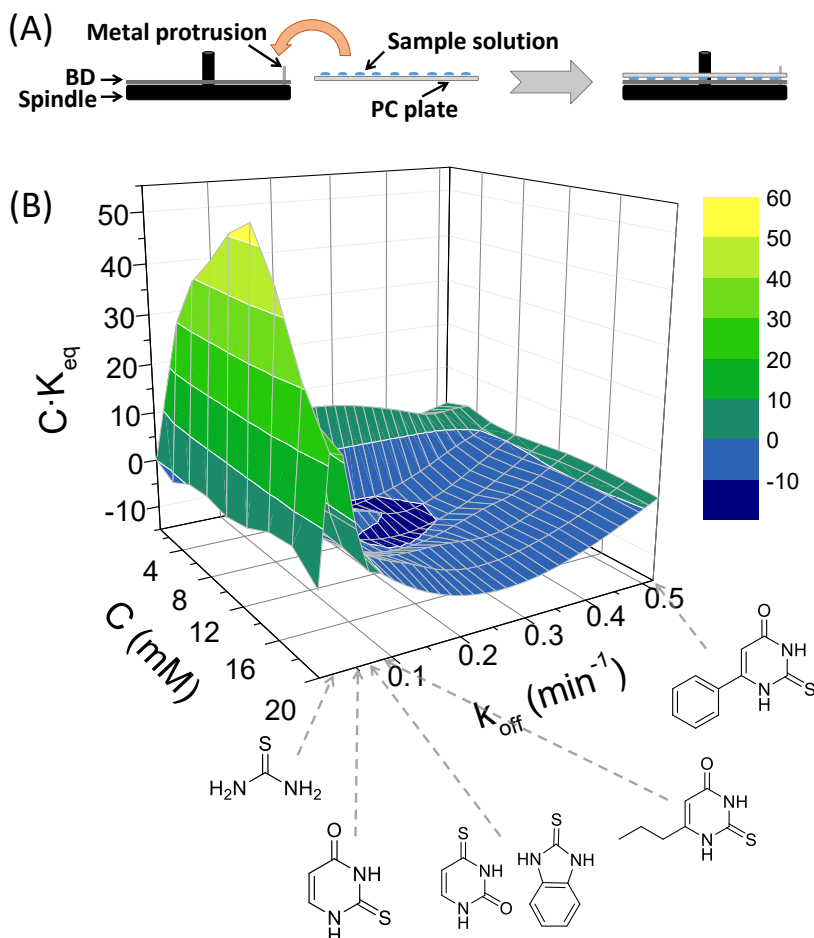 (A)
Metal protrusion
Sample solution
BD
Spindle
PC plate
(B)
C·Keq
50
40
30
20
10
0
-10
60
50
40
30
20
10
0
-10
C (mM)
4
8
12
16
20
koff (min-1)
0.1
0.2
0.3
0.4
0.5
O
NH
N
H
S
S
H2N
NH2
O
NH
N
H
S
S
NH
N
H
O
S
HN
NH
O
NH
N
H
S